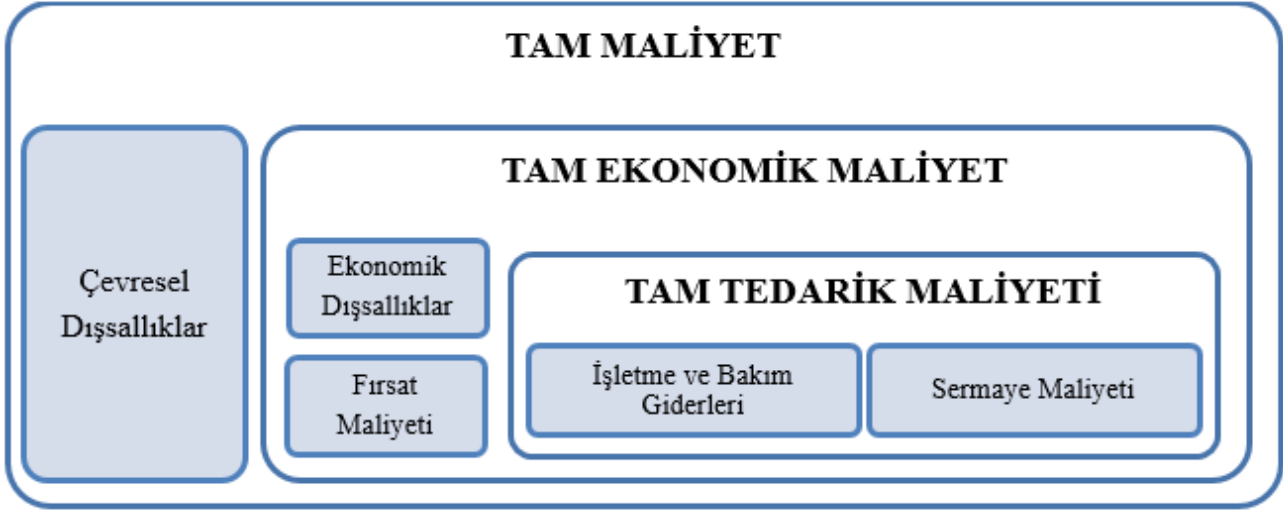 TAM MALİYET
TAM EKONOMİK MALİYET
Çevresel
Dışsallıklar
Ekonomik
Dışsallıklar
Fırsat
Maliyeti
TAM TEDARİK MALİYETİ
İşletme ve Bakım
Giderleri
Sermaye Maliyeti